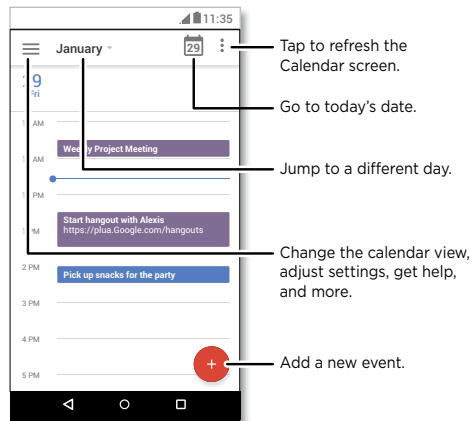 11:35
January
29
Tap to refresh the
Calendar screen.
29
Fri
Go to today's date.
AM
Weekly Project Meeting
AM
Jump to a different day.
PM
Start hangout with Alexis
https://plua.Google.com/hangouts
PM
Change the calendar view,
adjust settings, get help,
and more.
2 PM
Pick up snacks for the party
3 PM
4 PM
Add a new event.
5 PM